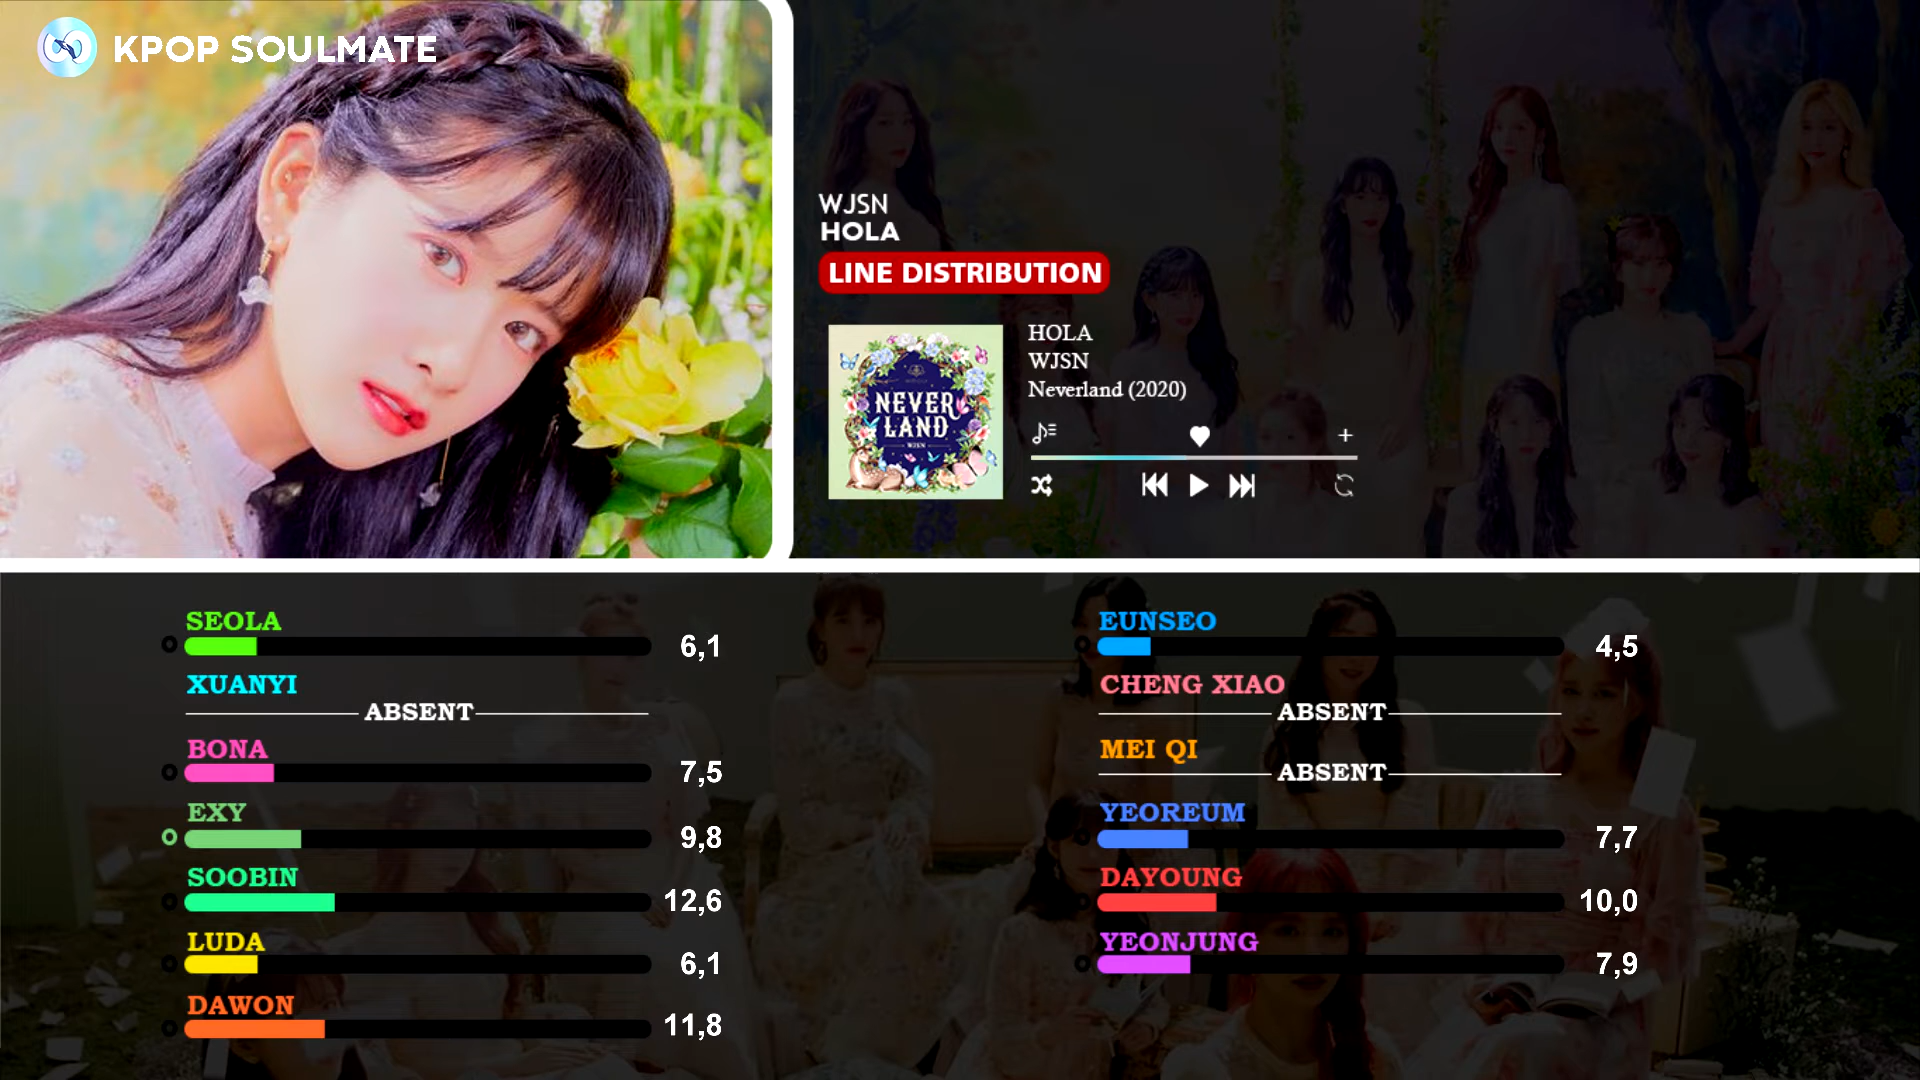 KPOP SOULMATE
WJSN
HOLA
LINE DISTRIBUTION
NEVER
LAND
WJSN
HOLA
WJSN
Neverland (2020)
SEOLA
6,1
XUANYI
ABSENT
BONA
7,5
EXY
9,8
SOOBIN
12,6
LUDA
6,1
DAWON
11,8
EUNSEO
4,5
CHENG XIAO
ABSENT
MEI QI
ABSENT
YEOREUM
7,7
DAYOUNG
10,0
YEONJUNG
7,9